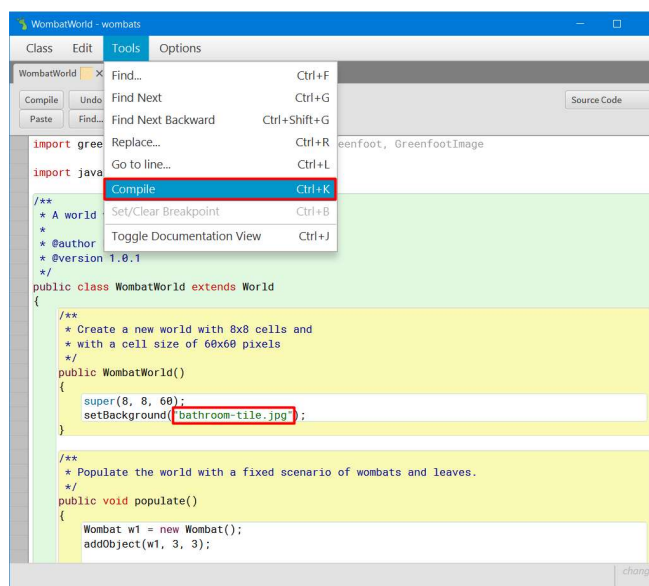 WombatWorld - wombats
Class Edit Tools Options
WombatWorld
Find... Ctrl+F
Compile Undo Find Next Ctrl+G Source Code
Paste Find... Find Next Backward Ctrl+Shift+G
import gree Replace... Ctrl+R eenfoot, GreenfootImage
Go to line... Ctrl+L
import java
Compile Ctrl+K
/**
* A world Set/Clear Breakpoint Ctrl+B
*
* @author Toggle Documentation View Ctrl+J
* @version 1.0.1
*/
public class WombatWorld extends World
{
/**
* Create a new world with 8x8 cells and
* with a cell size of 60x60 pixels
*/
public WombatWorld()
{
super(8, 8, 60);
setBackground("bathroom-tile.jpg");
}
/**
* Populate the world with a fixed scenario of wombats and leaves.
*/
public void populate()
{
Wombat w1 = new Wombat();
addObject(w1, 3, 3);
chang